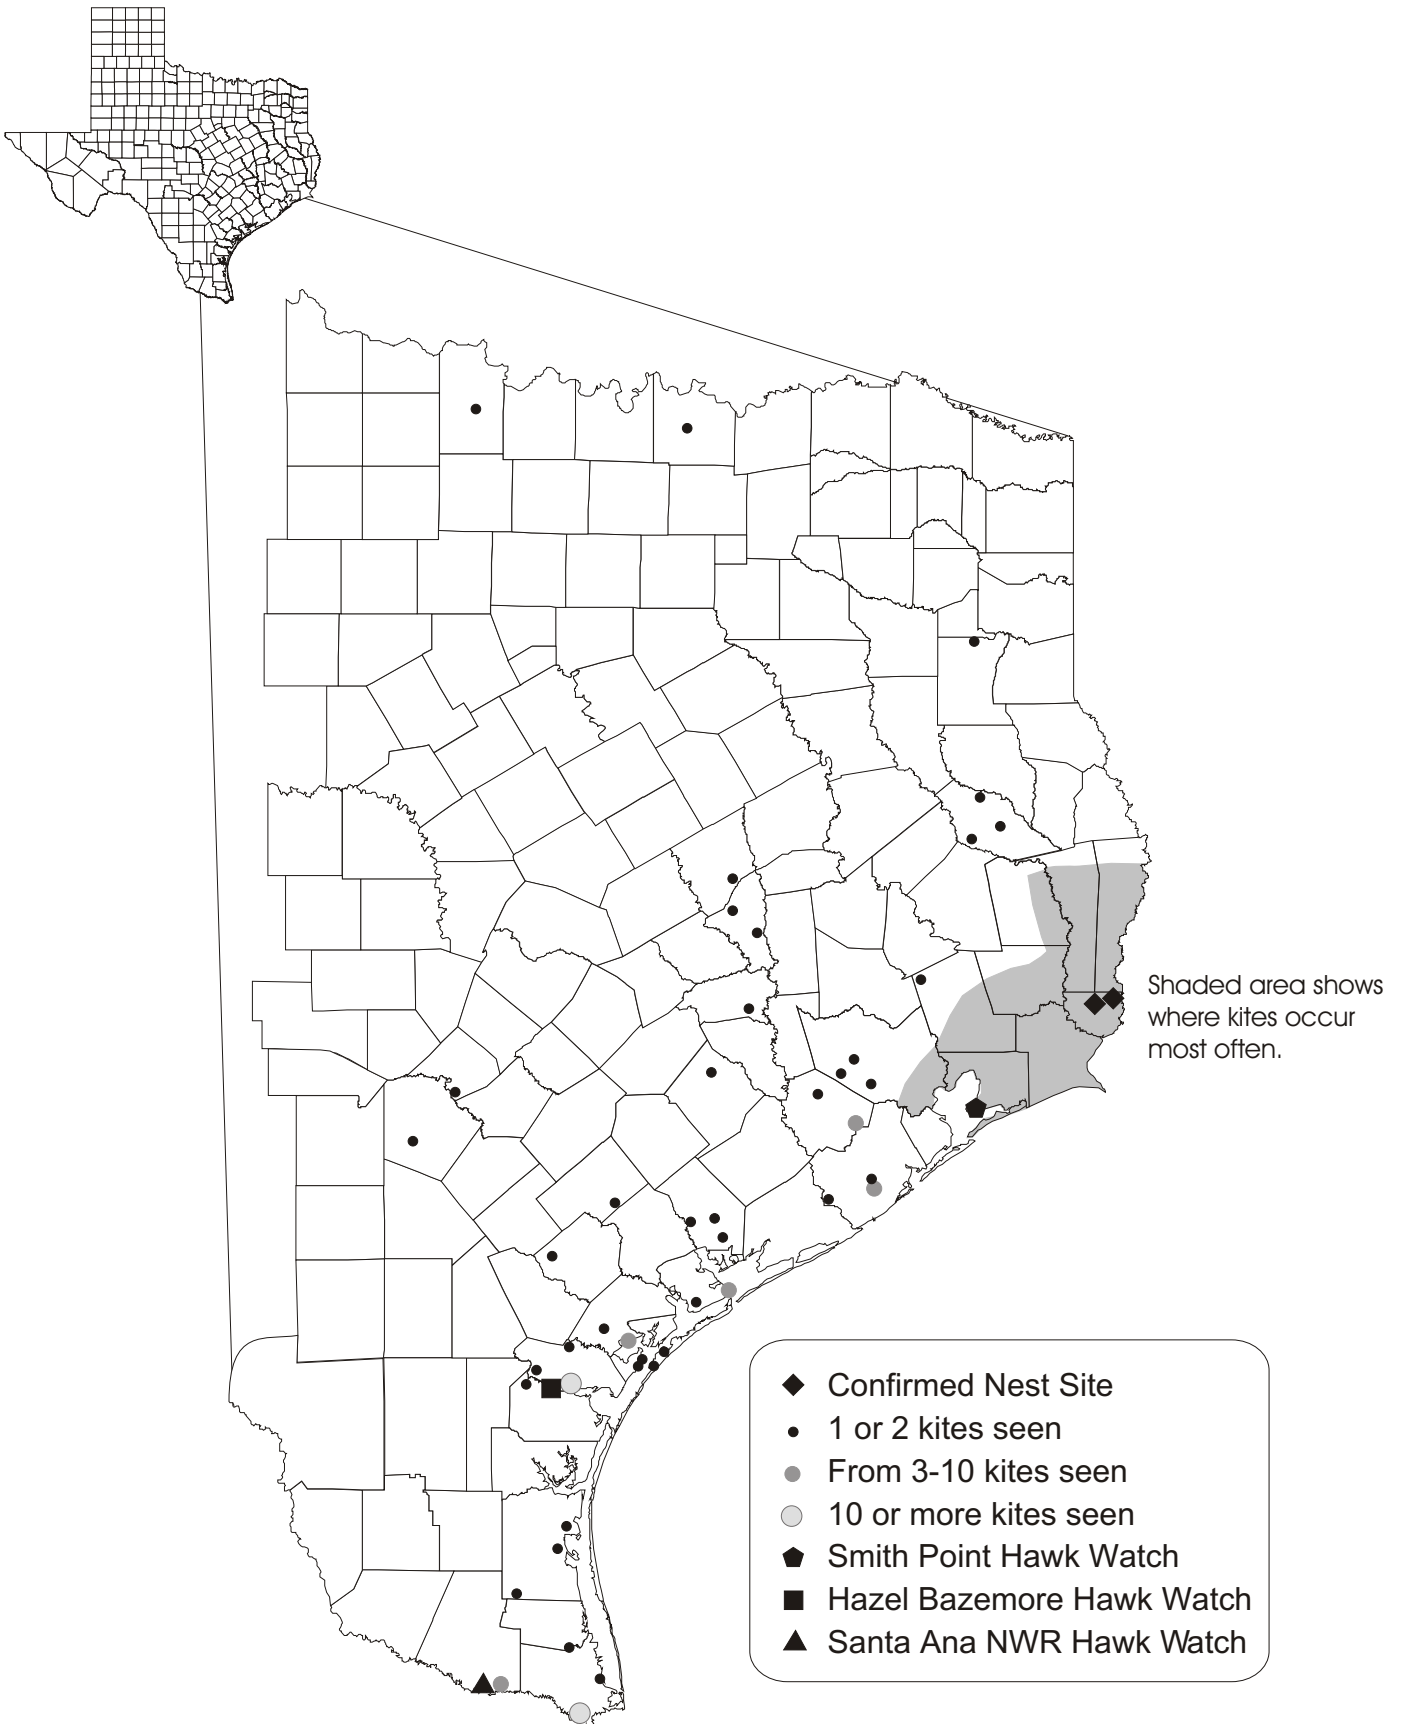 Shaded area shows
where kites occur
most often.
Confirmed Nest Site
1 or 2 kites seen
From 3-10 kites seen
10 or more kites seen
Smith Point Hawk Watch
Hazel Bazemore Hawk Watch
Santa Ana NWR Hawk Watch